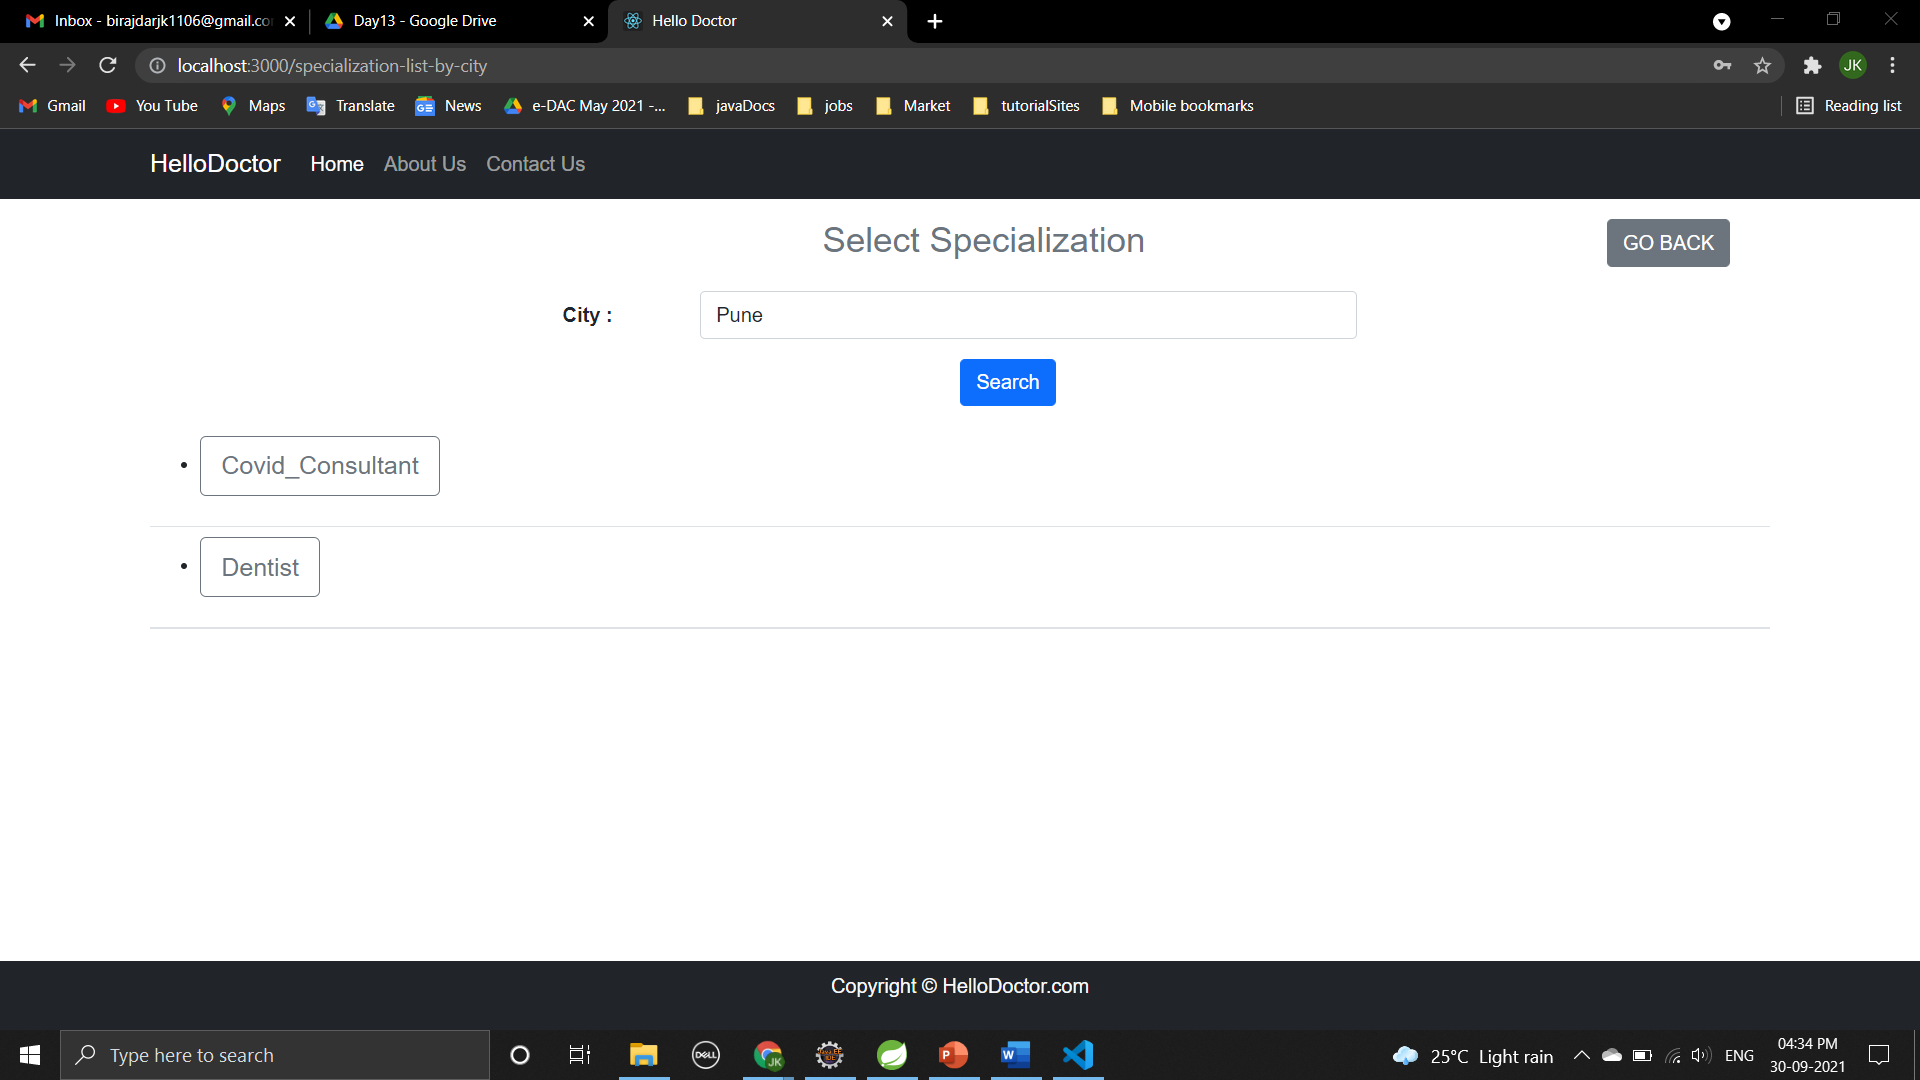 Inbox - birajdarjk1106@gmail.co
Day13 - Google Drive
Hello Doctor
localhost:3000/specialization-list-by-city
JK
Gmail
You Tube
Maps
Translate
News
e-DAC May 2021 -...
javaDocs
jobs
Market
tutorialSites
Mobile bookmarks
Reading list
HelloDoctor
Home
About Us
Contact Us
Select Specialization
GO BACK
City :
Pune
Search
• Covid_Consultant
• Dentist
Copyright © HelloDoctor.com
Type here to search
DELL
JK
P
W
25°C Light rain
ENG
04:34 PM
30-09-2021